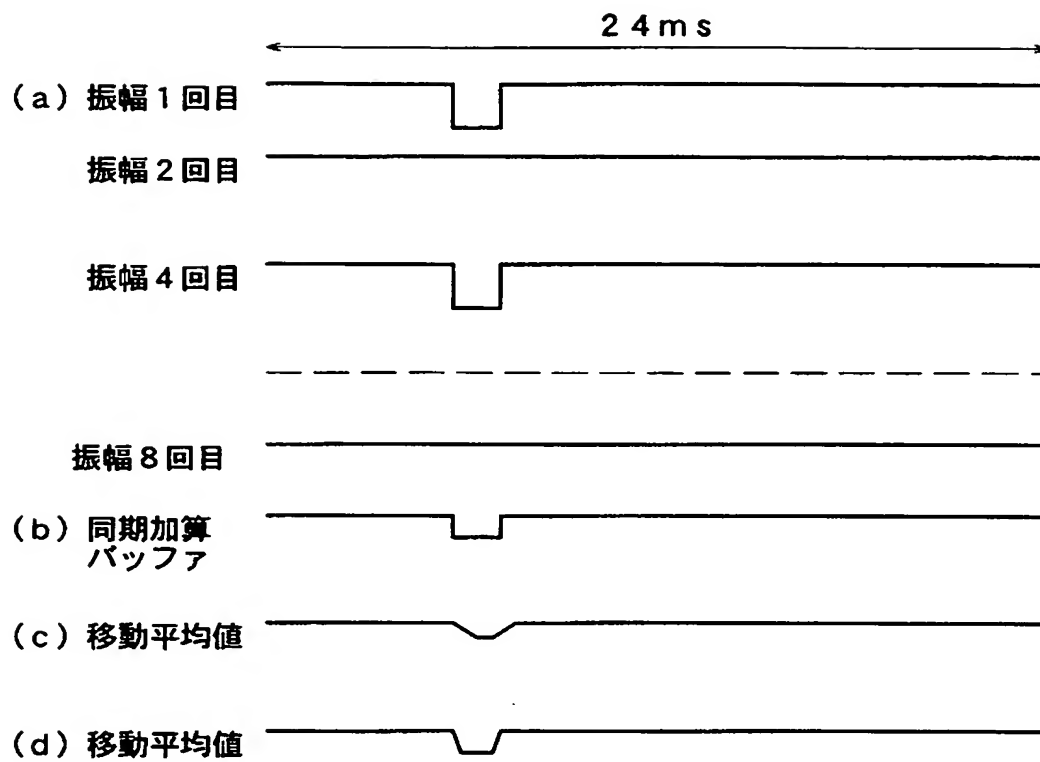 24ms
(a) 振幅1回目
振幅2回目
振幅4回目
振幅8回目
(b) 同期加算
バッファ
(c) 移動平均値
(d) 移動平均値